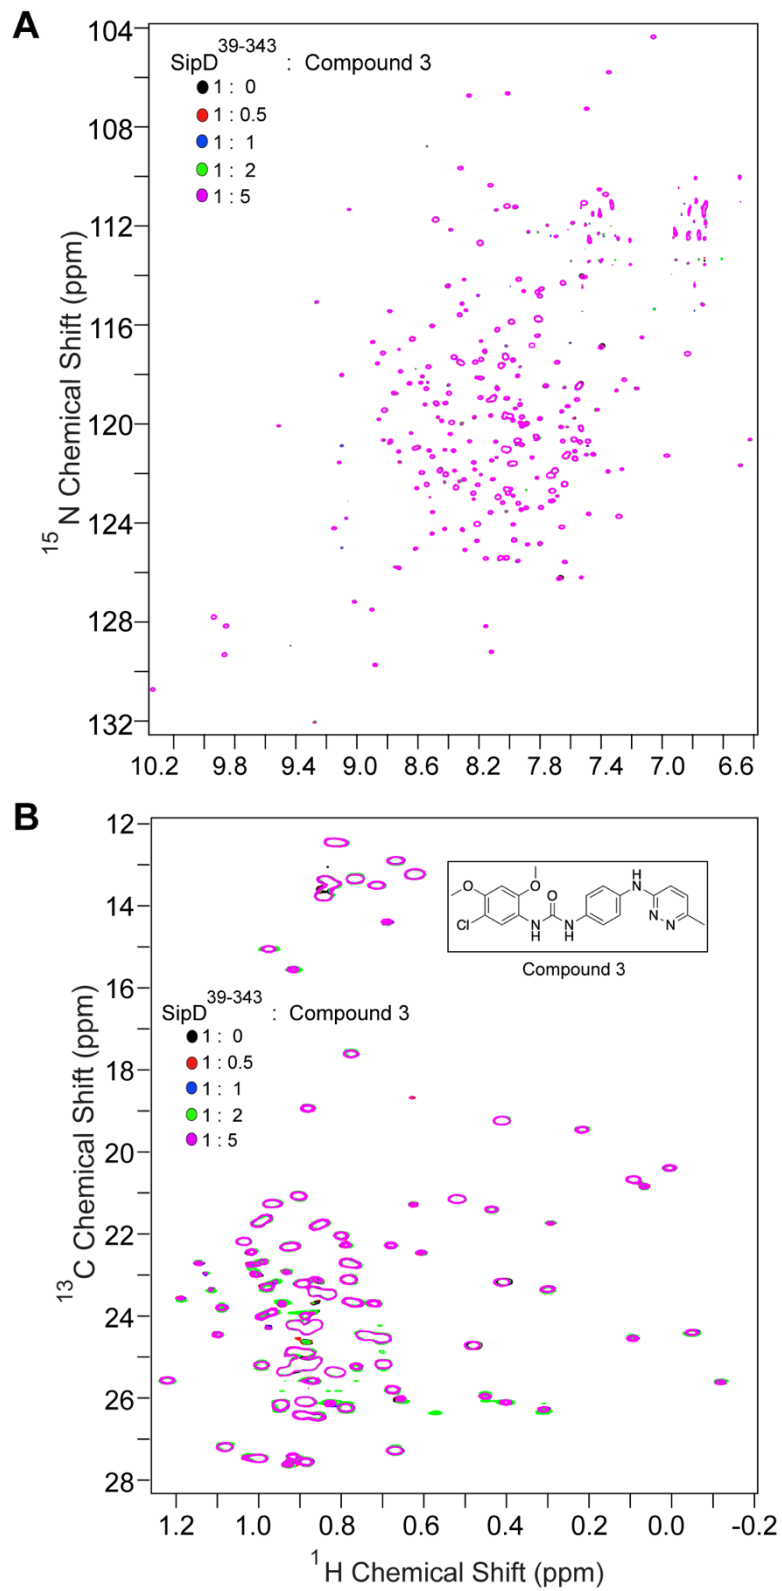 A
104
108
112
116
120
124
128
132
15N Chemical Shift (ppm)
SipD39-343 : Compound 3
1 : 0
1 : 0.5
1 : 1
1 : 2
1 : 5
10.2 9.8 9.4 9.0 8.6 8.2 7.8 7.4 7.0 6.6
B
12
14
16
18
20
22
24
26
28
13C Chemical Shift (ppm)
O
O
O
Cl
N
H
N
H
H
N
N
N
Compound 3
SipD39-343 : Compound 3
1 : 0
1 : 0.5
1 : 1
1 : 2
1 : 5
1.2 1.0 0.8 0.6 0.4 0.2 0.0 -0.2
1H Chemical Shift (ppm)